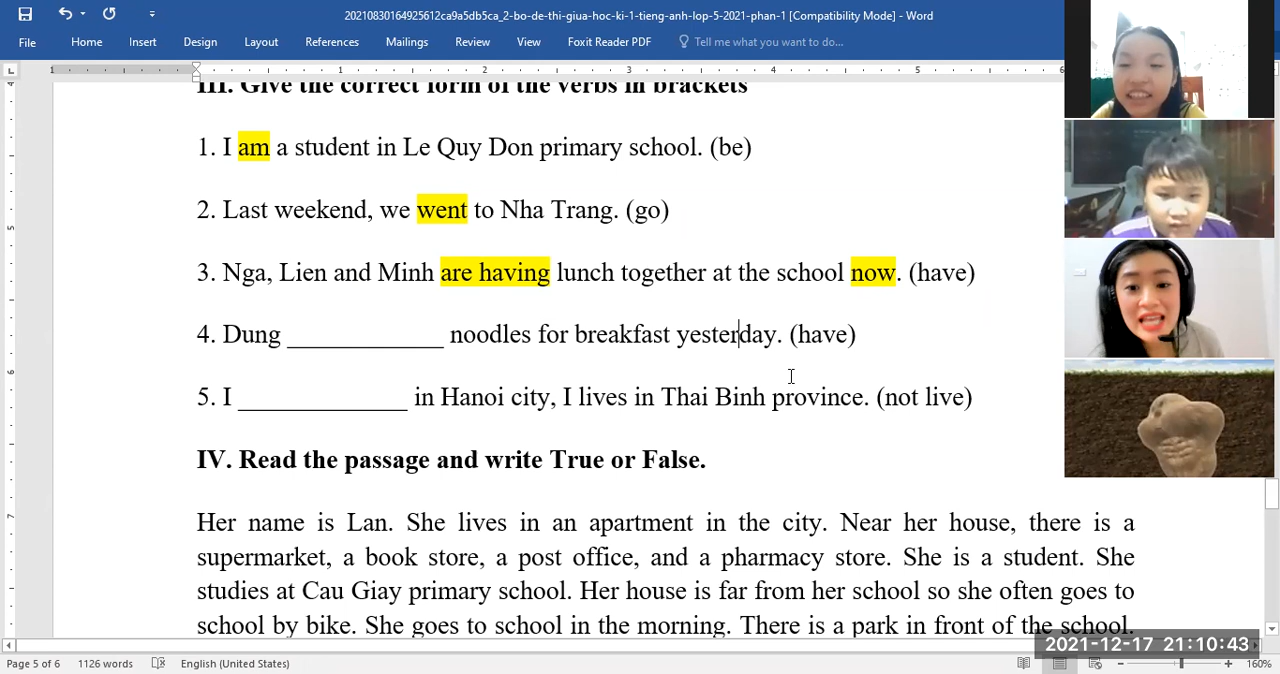 20210830164925612ca9a5db5ca_2-bo-de-thi-giua-hoc-ki-1-tieng-anh-lop-5-2021-phan-1 [Compatibility Mode] - Word
File Home Insert Design Layout References Mailings Review View Foxit Reader PDF Tell me what you want to do...
1 1 2 3 4 5 6
III. Give the correct form of the verbs in brackets
1. I am a student in Le Quy Don primary school. (be)
2. Last weekend, we went to Nha Trang. (go)
3. Nga, Lien and Minh are having lunch together at the school now. (have)
4. Dung ____________ noodles for breakfast yesterday. (have)
5. I _____________ in Hanoi city, I lives in Thai Binh province. (not live)
IV. Read the passage and write True or False.
Her name is Lan. She lives in an apartment in the city. Near her house, there is a
supermarket, a book store, a post office, and a pharmacy store. She is a student. She
studies at Cau Giay primary school. Her house is far from her school so she often goes to
school by bike. She goes to school in the morning. There is a park in front of the school.
2021-12-17 21:10:43
Page 5 of 6 1126 words English (United States) 160%